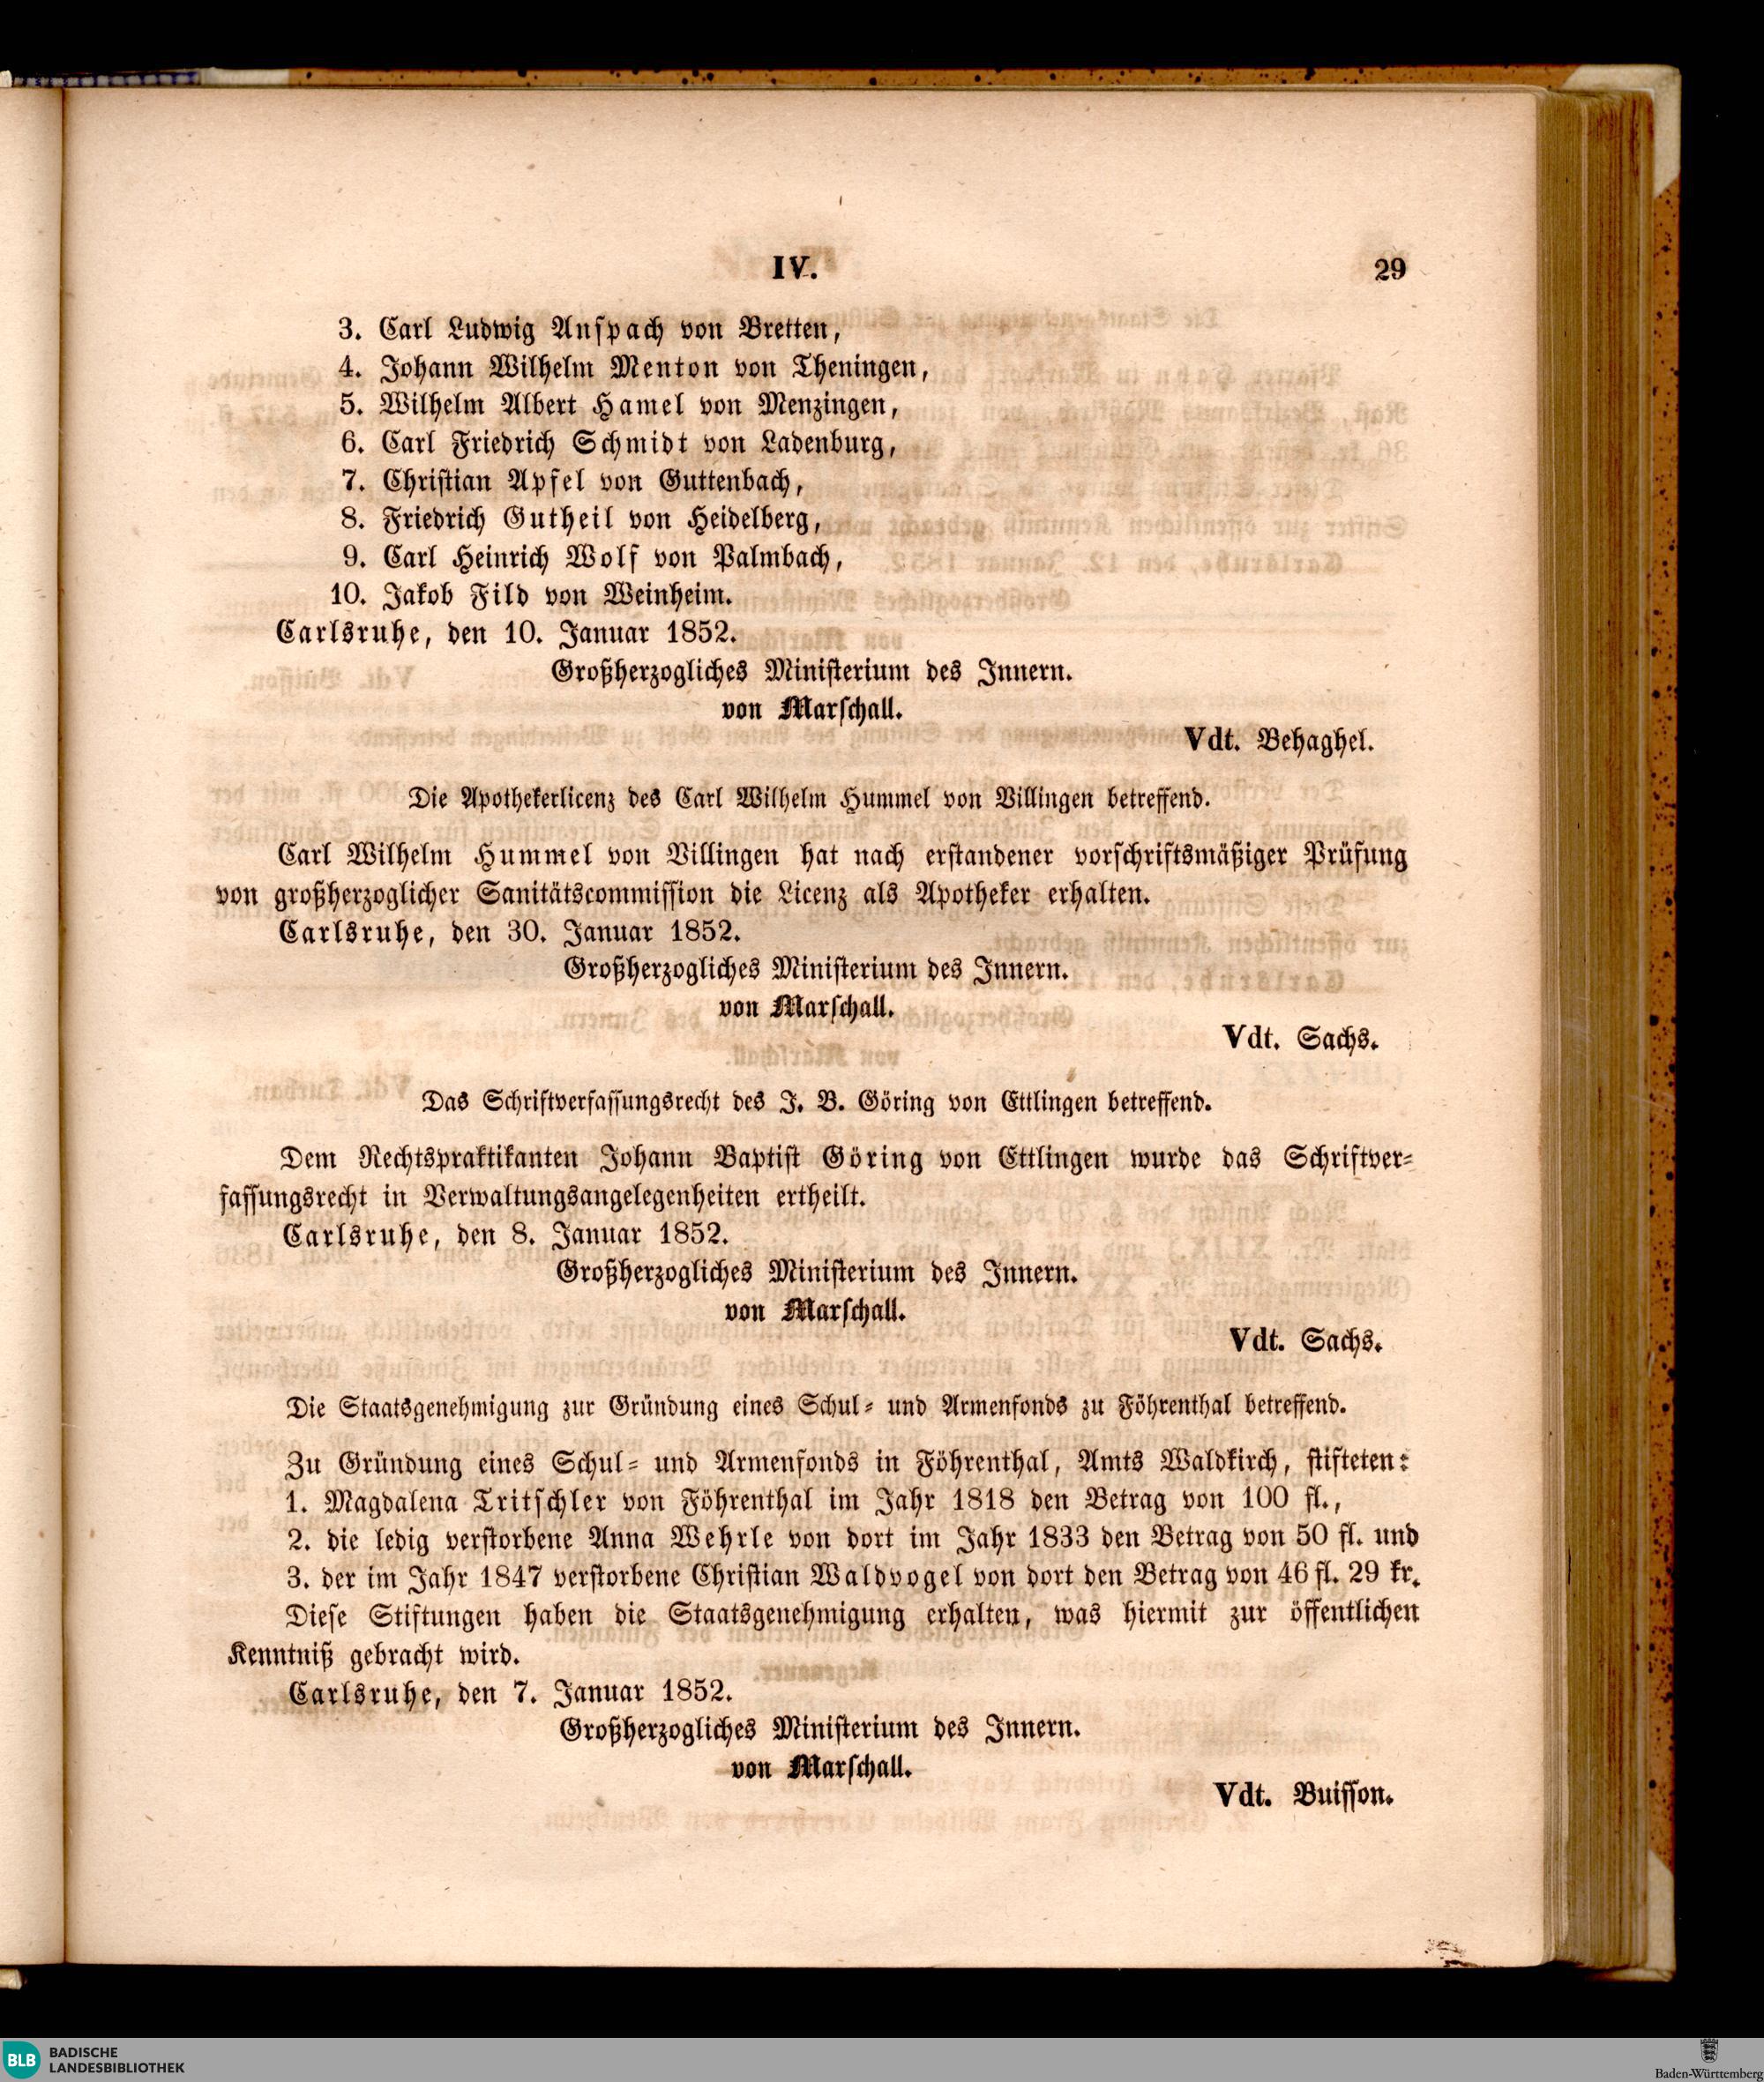 IV.
29
3. Carl Ludwig Anspach von Bretten,
4. Johann Wilhelm Menton von Theningen,
5. Wilhelm Albert Hamel von Menzingen,
6. Carl Friedrich Schmidt von Ladenburg,
7. Christian Apfel von Guttenbach,
8. Friedrich Gutheil von Heidelberg,
9. Carl Heinrich Wolf von Palmbach,
10. Jakob Fild von Weinheim.
Carlsruhe, den 10. Januar 1852.
Großherzogliches Ministerium des Innern.
von Marschall.
Vdt. Behaghel.
Die Apothekerlicenz des Carl Wilhelm Hummel von Villingen betreffend.
Carl Wilhelm Hummel von Villingen hat nach erstandener vorschriftsmäßiger Prüfung
von großherzoglicher Sanitätscommission die Licenz als Apotheker erhalten.
Carlsruhe, den 30. Januar 1852.
Großherzogliches Ministerium des Innern.
von Marschall.
Vdt. Sachs.
Das Schriftverfassungsrecht des J. B. Göring von Ettlingen betreffend.
Dem Rechtspraktikanten Johann Baptist Göring von Ettlingen wurde das Schriftver-
fassungsrecht in Verwaltungsangelegenheiten ertheilt.
Carlsruhe, den 8. Januar 1852.
Großherzogliches Ministerium des Innern.
von Marschall.
Vdt. Sachs.
Die Staatsgenehmigung zur Gründung eines Schul- und Armenfonds zu Föhrenthal betreffend.
Zu Gründung eines Schul- und Armenfonds in Föhrenthal, Amts Waldkirch, stifteten:
1. Magdalena Tritschler von Föhrenthal im Jahr 1818 den Betrag von 100 fl.,
2. die ledig verstorbene Anna Wehrle von dort im Jahr 1833 den Betrag von 50 fl. und
3. der im Jahr 1847 verstorbene Christian Waldvogel von dort den Betrag von 46 fl. 29 kr.
Diese Stiftungen haben die Staatsgenehmigung erhalten, was hiermit zur öffentlichen
Kenntniß gebracht wird.
Carlsruhe, den 7. Januar 1852.
Großherzogliches Ministerium des Innern.
von Marschall.
Vdt. Buisson.
BLB BADISCHE
LANDESBIBLIOTHEK
Baden-Württemberg